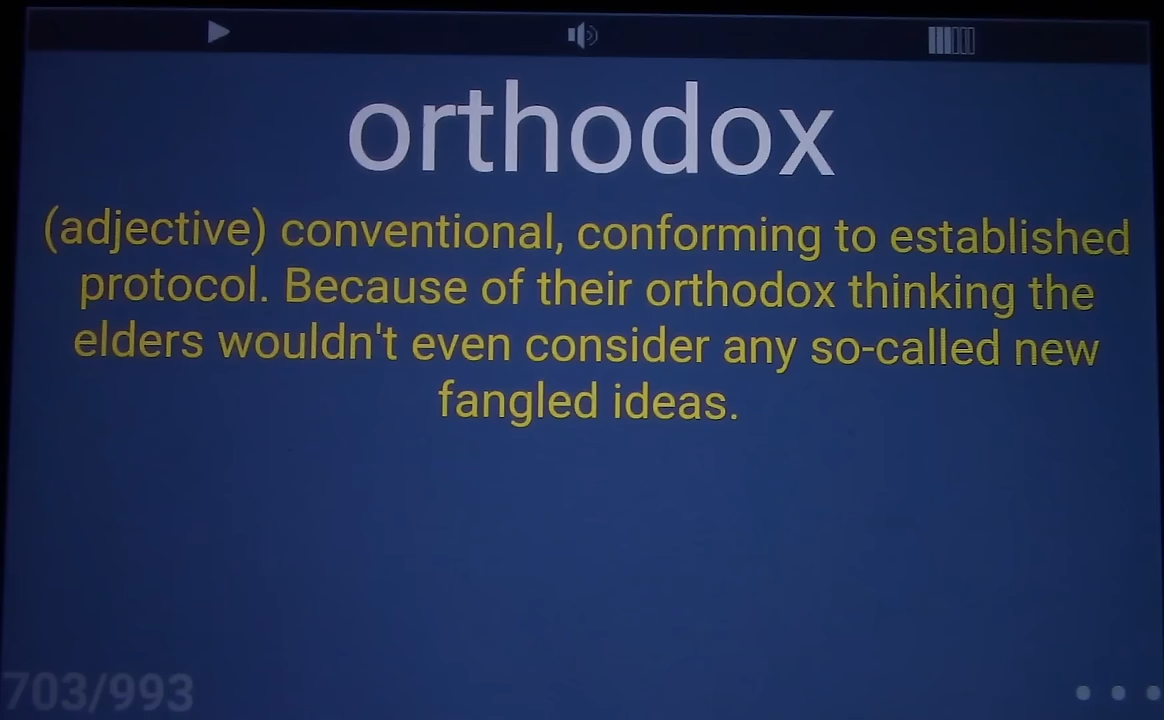 orthodox
(adjective) conventional, conforming to established
protocol. Because of their orthodox thinking the
elders wouldn't even consider any so-called new
fangled ideas.
703/993